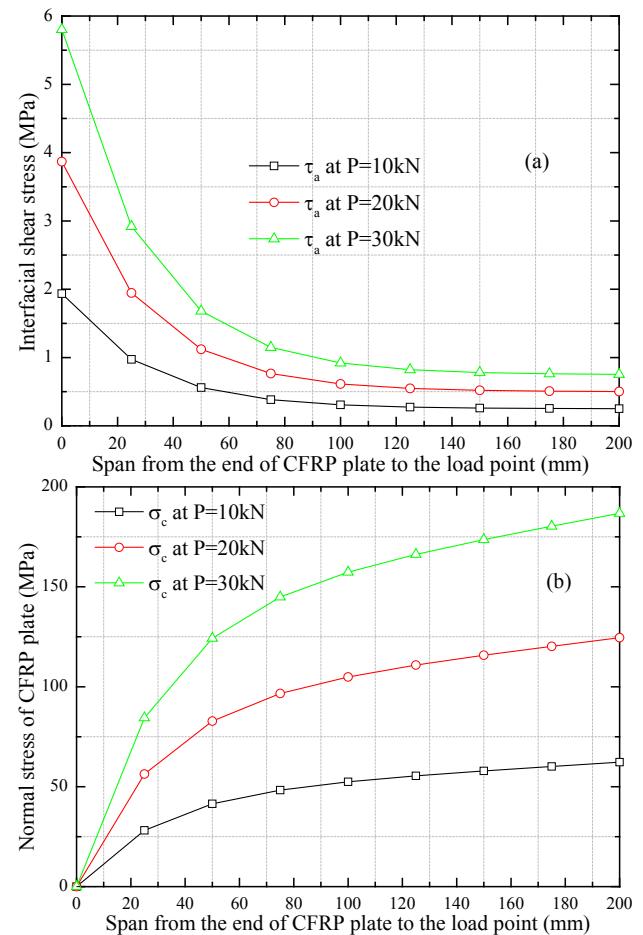 6
5
4
3
2
1
0
Interfacial shear stress (MPa)
(a)
τa at P=10kN
τa at P=20kN
τa at P=30kN
0 20 40 60 80 100 120 140 160 180 200
Span from the end of CFRP plate to the load point (mm)
200
150
100
50
0
Normal stress of CFRP plate (MPa)
σc at P=10kN
σc at P=20kN
σc at P=30kN
(b)
0 20 40 60 80 100 120 140 160 180 200
Span from the end of CFRP plate to the load point (mm)